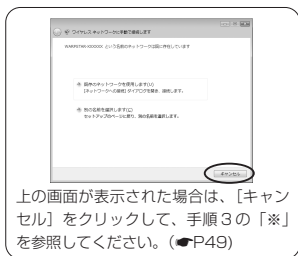 ワイヤレス ネットワークに手動で接続します
WARPSTAR-XXXXXX という名前のネットワークは既に存在しています
既存のネットワークを使用します(U)
[ネットワークへの接続] ダイアログを開き、接続します。
別の名前を選択します(C)
セットアップのページに戻り、別の名前を選択します。
キャンセル
上の画面が表示された場合は、[キャン
セル] をクリックして、手順3の「※」
を参照してください。(☛P49)